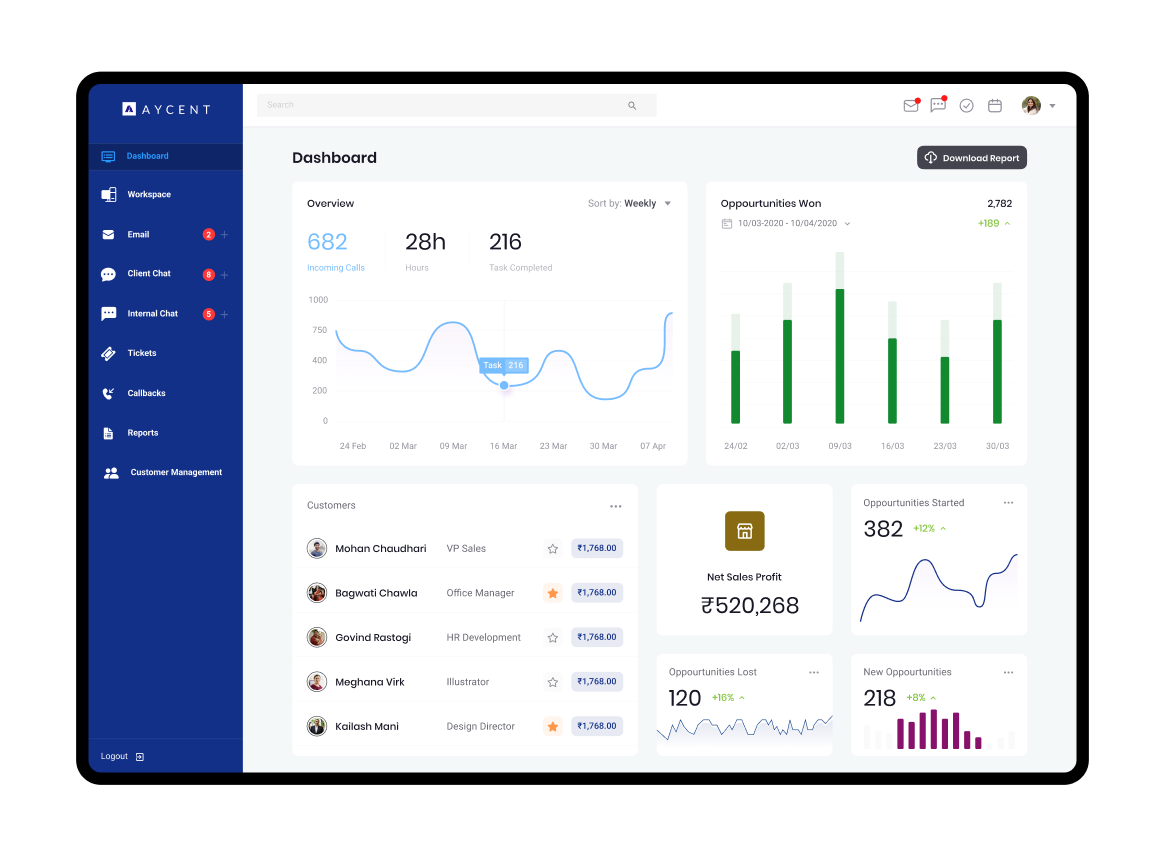 AYCENT
Search
Dashboard
Workspace
Email 2 +
Client Chat 8 +
Internal Chat 5 +
Tickets
Callbacks
Reports
Customer Management
Logout
Dashboard
Download Report
Overview
Sort by: Weekly
682
28h
216
Incoming Calls
Hours
Task Completed
1000
750
400
200
0
Task 216
24 Feb 02 Mar 09 Mar 16 Mar 23 Mar 30 Mar 07 Apr
Oppourtunities Won
2,782
10/03-2020 - 10/04/2020
+189
24/02 02/03 09/03 16/03 23/03 30/03
Customers
Mohan Chaudhari VP Sales ₹1,768.00
Bagwati Chawla Office Manager ₹1,768.00
Govind Rastogi HR Development ₹1,768.00
Meghana Virk Illustrator ₹1,768.00
Kailash Mani Design Director ₹1,768.00
Net Sales Profit
₹520,268
Oppourtunities Started
382 +12%
Oppourtunities Lost
120 +16%
New Oppourtunities
218 +8%